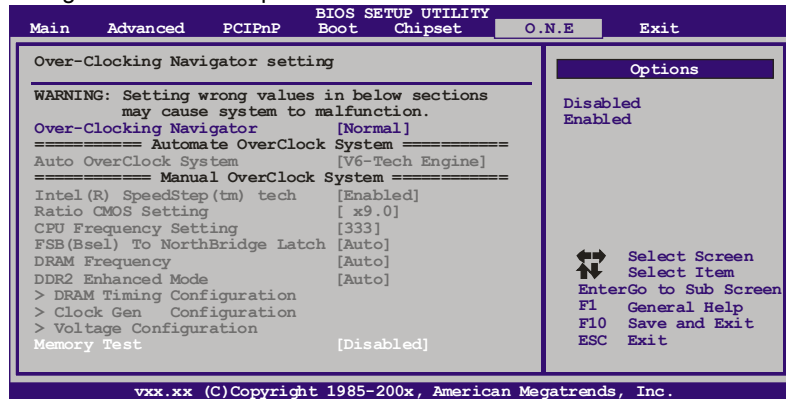 BIOS SETUP UTILITY
Main Advanced PCIPnP Boot Chipset O.N.E Exit
Over-Clocking Navigator setting
WARNING: Setting wrong values in below sections
may cause system to malfunction.
Over-Clocking Navigator [Normal]
=========== Automate OverClock System ===========
Auto OverClock System [V6-Tech Engine]
============ Manual OverClock System ============
Intel(R) SpeedStep(tm) tech [Enabled]
Ratio CMOS Setting [ x9.0]
CPU Frequency Setting [333]
FSB(Bsel) To NorthBridge Latch [Auto]
DRAM Frequency [Auto]
DDR2 Enhanced Mode [Auto]
> DRAM Timing Configuration
> Clock Gen Configuration
> Voltage Configuration
Memory Test [Disabled]
Options
Disabled
Enabled
Select Screen
Select Item
Enter Go to Sub Screen
F1 General Help
F10 Save and Exit
ESC Exit
vxx.xx (C)Copyright 1985-200x, American Megatrends, Inc.